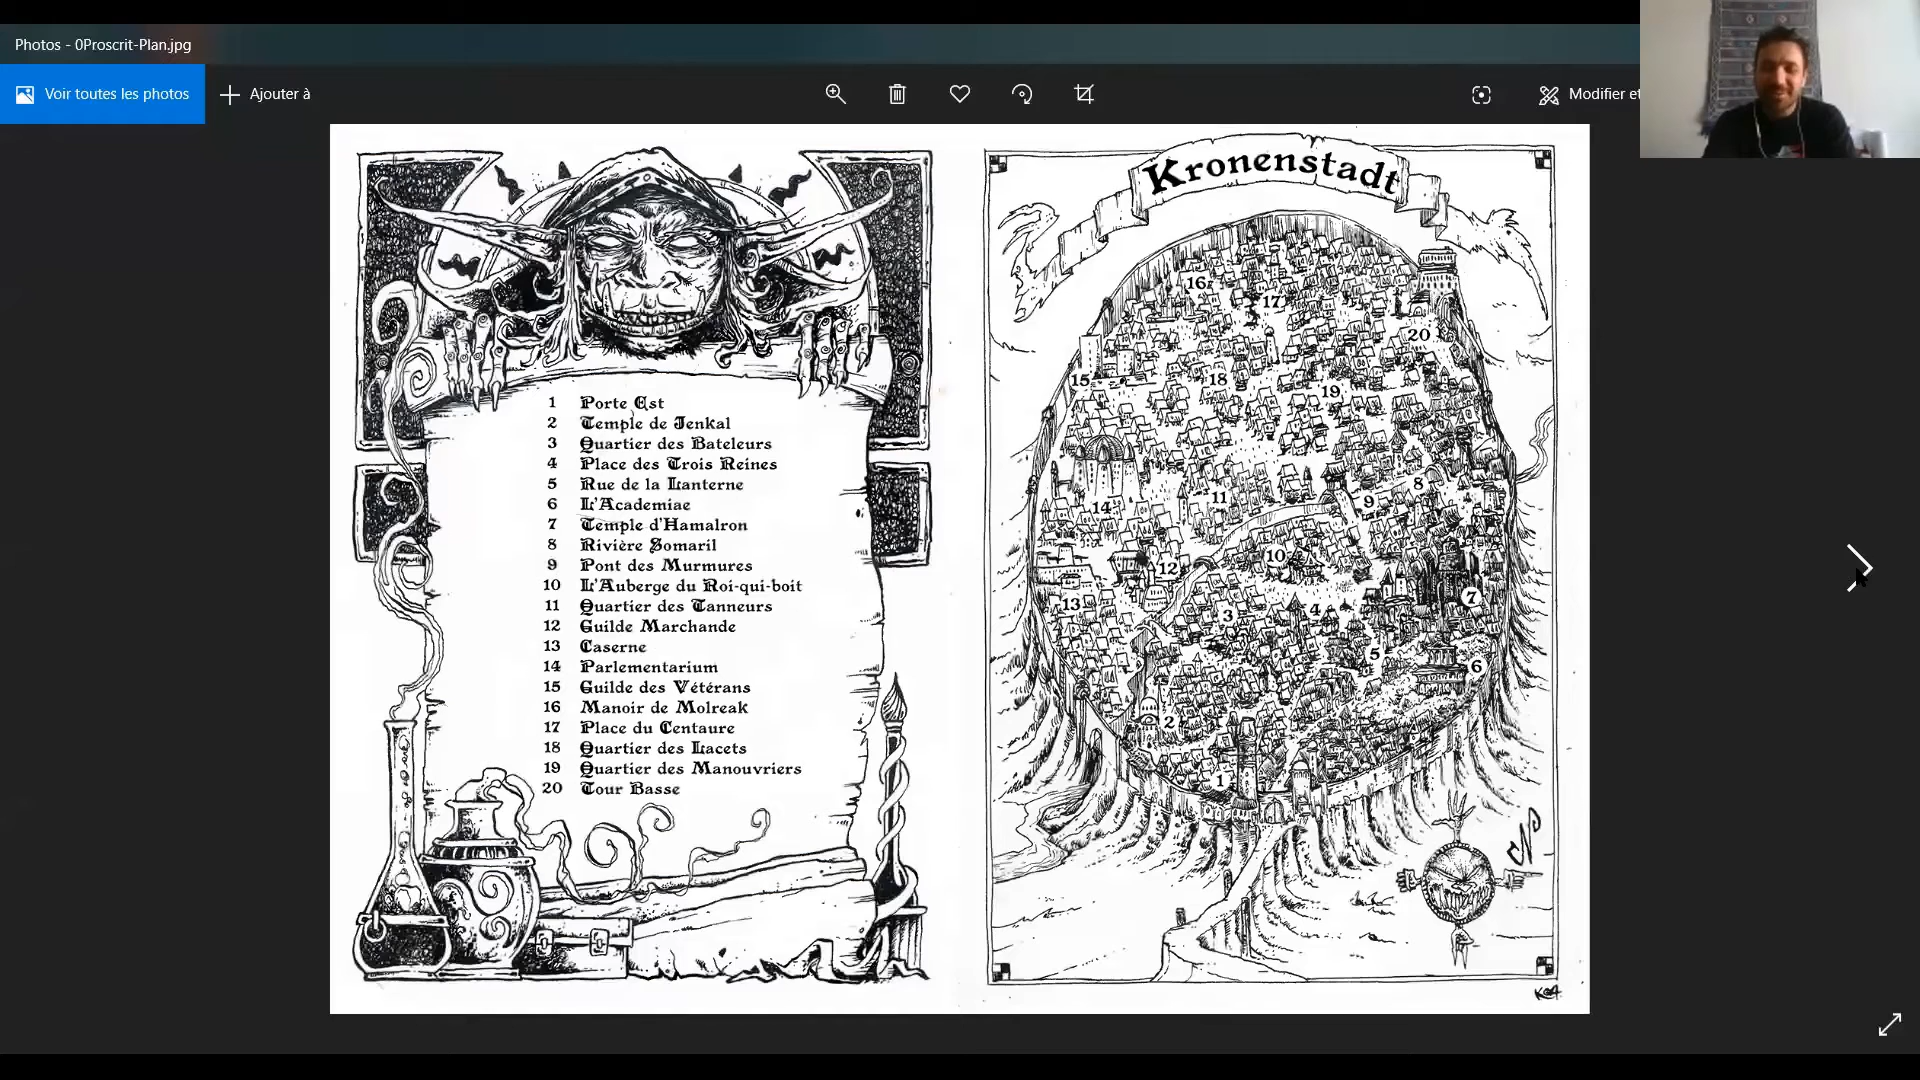 Photos - 0Proscrit-Plan.jpg
Voir toutes les photos
Ajouter à
Modifier et
1 Porte Est
2 Temple de Jenkal
3 Quartier des Bateleurs
4 Place des Trois Reines
5 Rue de la Lanterne
6 L'Academiae
7 Temple d'Hamalron
8 Rivière Somaril
9 Pont des Murmures
10 L'Auberge du Roi-qui-boit
11 Quartier des Tanneurs
12 Guilde Marchande
13 Caserne
14 Parlementarium
15 Guilde des Vétérans
16 Manoir de Molreak
17 Place du Centaure
18 Quartier des Lacets
19 Quartier des Manouvriers
20 Tour Basse
Kronenstadt
16
17
20
15
18
19
8
11
9
14
10
12
7
13
4
3
5
6
2
1
N